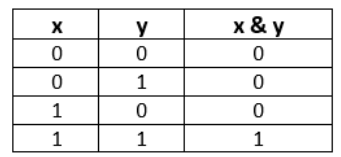 x y x & y
0 0 0
0 1 0
1 0 0
1 1 1